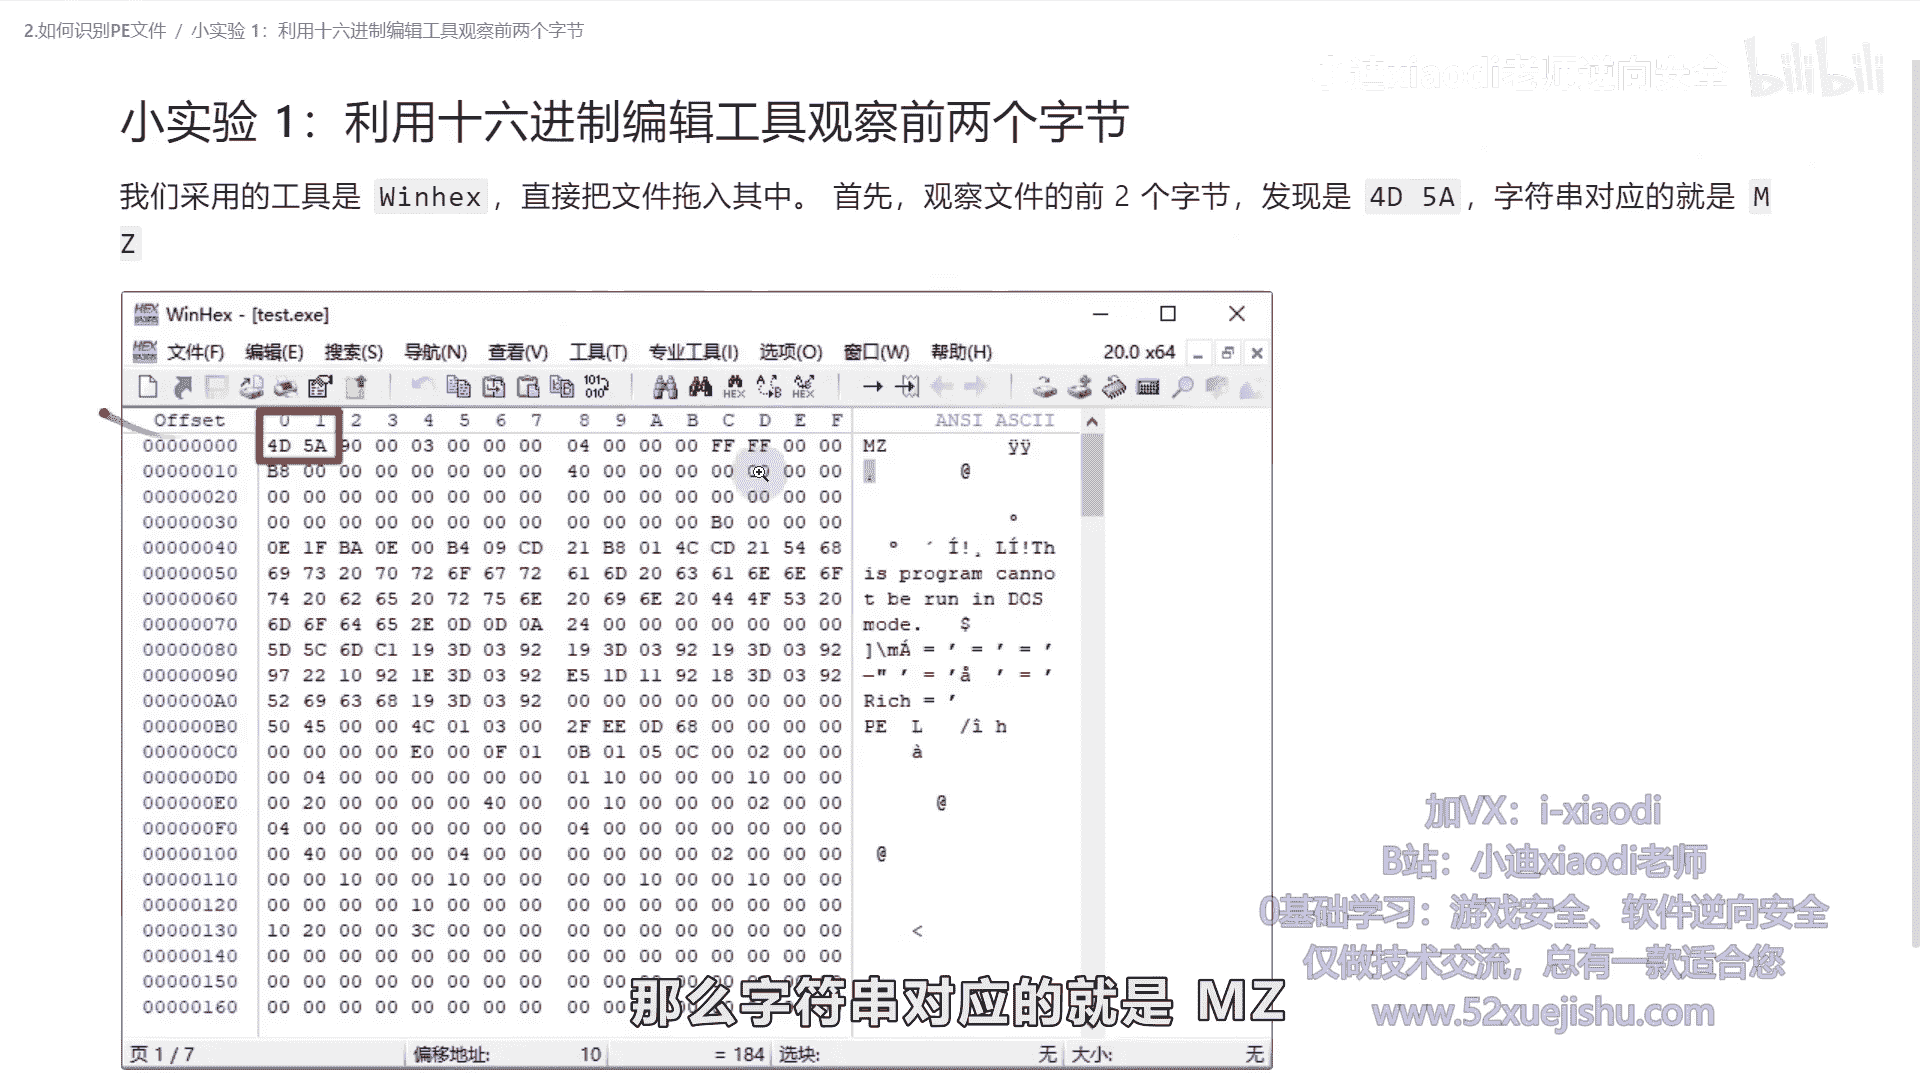 2.如何识别PE文件 / 小实验 1：利用十六进制编辑工具观察前两个字节
bilibili
小实验 1：利用十六进制编辑工具观察前两个字节
我们采用的工具是 Winhex ，直接把文件拖入其中。 首先，观察文件的前 2 个字节，发现是 4D 5A ，字符串对应的就是 M
Z
WinHex - [test.exe]
文件(F) 编辑(E) 搜索(S) 导航(N) 查看(V) 工具(T) 专业工具(I) 选项(O) 窗口(W) 帮助(H) 20.0 x64
Offset 0 1 2 3 4 5 6 7 8 9 A B C D E F ANSI ASCII
00000000 4D 5A 90 00 03 00 00 00 04 00 00 00 FF FF 00 00 MZ ÿÿ
00000010 B8 00 00 00 00 00 00 00 40 00 00 00 00 00 00 00 ¸ @
00000020 00 00 00 00 00 00 00 00 00 00 00 00 00 00 00 00
00000030 00 00 00 00 00 00 00 00 00 00 00 00 B0 00 00 00 °
00000040 0E 1F BA 0E 00 B4 09 CD 21 B8 01 4C CD 21 54 68 º ´ Í!¸ LÍ!Th
00000050 69 73 20 70 72 6F 67 72 61 6D 20 63 61 6E 6E 6F is program canno
00000060 74 20 62 65 20 72 75 6E 20 69 6E 20 44 4F 53 20 t be run in DOS
00000070 6D 6F 64 65 2E 0D 0D 0A 24 00 00 00 00 00 00 00 mode. $
00000080 5D 5C 6D C1 19 3D 03 92 19 3D 03 92 19 3D 03 92 ]\mÁ = ’ = ’ = ’
00000090 97 22 10 92 1E 3D 03 92 E5 1D 11 92 18 3D 03 92 —" ’ = ’å ’ = ’
000000A0 52 69 63 68 19 3D 03 92 00 00 00 00 00 00 00 00 Rich = ’
000000B0 50 45 00 00 4C 01 03 00 2F EE 0D 68 00 00 00 00 PE L /î h
000000C0 00 00 00 00 E0 00 0F 01 0B 01 05 0C 00 02 00 00 à
000000D0 00 04 00 00 00 00 00 00 01 10 00 00 00 10 00 00
000000E0 00 20 00 00 00 00 40 00 00 10 00 00 00 02 00 00 @
000000F0 04 00 00 00 00 00 00 00 04 00 00 00 00 00 00 00
00000100 00 40 00 00 00 04 00 00 00 00 00 00 02 00 00 00 @
00000110 00 00 10 00 00 10 00 00 00 00 10 00 00 10 00 00
00000120 00 00 00 00 10 00 00 00 00 00 00 00 00 00 00 00
00000130 10 20 00 00 3C 00 00 00 00 00 00 00 00 00 00 00 <
00000140 00 00 00 00 00 00 00 00 00 00 00 00 00 00 00 00
00000150 00 00 00 00 00 00 00 00 00 00 00 00 00 00 00 00
00000160 00 00 00 00 00 00 00 00 00 00
那么字符串对应的就是 MZ
页 1 / 7 偏移地址: 10 = 184 选块: 无 大小: 无
加VX：i-xiaodi
B站：小迪xiaodi老师
0基础学习：游戏安全、软件逆向安全
仅做技术交流，总有一款适合您
www.52xuejishu.com